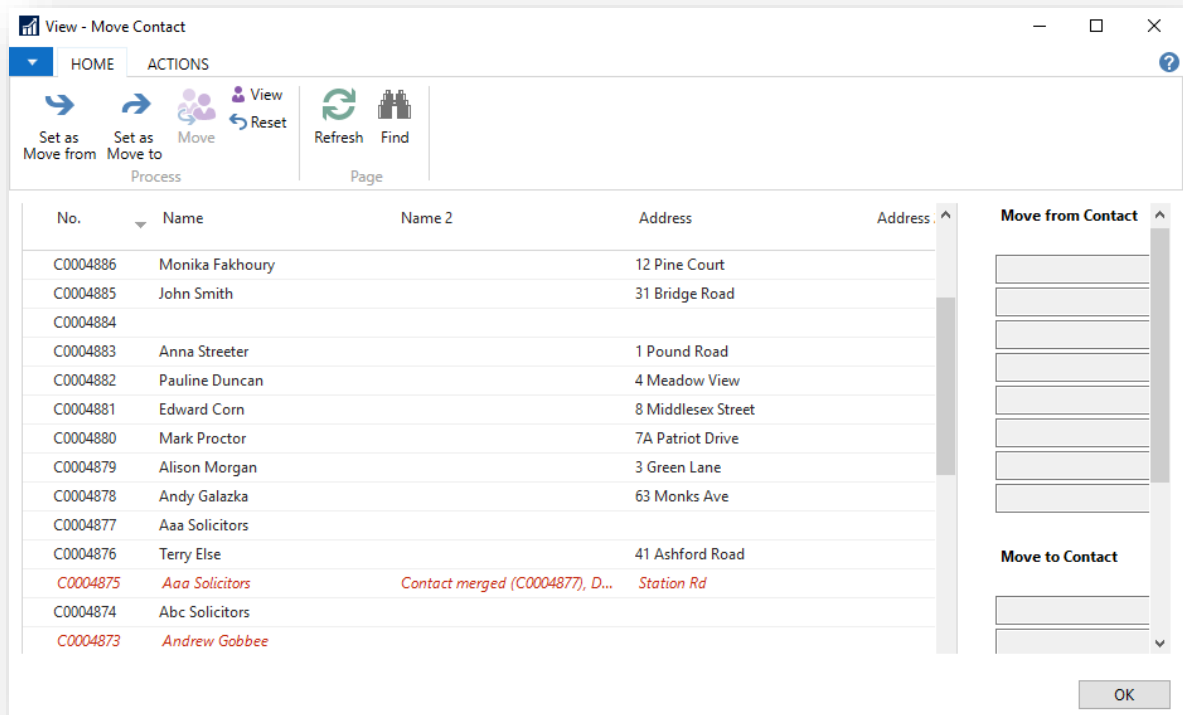 View - Move Contact
HOME ACTIONS
Set as Move from
Set as Move to
Move
View
Reset
Refresh
Find
Process
Page
No. Name Name 2 Address Address
C0004886 Monika Fakhoury 12 Pine Court
C0004885 John Smith 31 Bridge Road
C0004884
C0004883 Anna Streeter 1 Pound Road
C0004882 Pauline Duncan 4 Meadow View
C0004881 Edward Corn 8 Middlesex Street
C0004880 Mark Proctor 7A Patriot Drive
C0004879 Alison Morgan 3 Green Lane
C0004878 Andy Galazka 63 Monks Ave
C0004877 Aaa Solicitors
C0004876 Terry Else 41 Ashford Road
C0004875 Aaa Solicitors Contact merged (C0004877), D... Station Rd
C0004874 Abc Solicitors
C0004873 Andrew Gobbee
Move from Contact
Move to Contact
OK